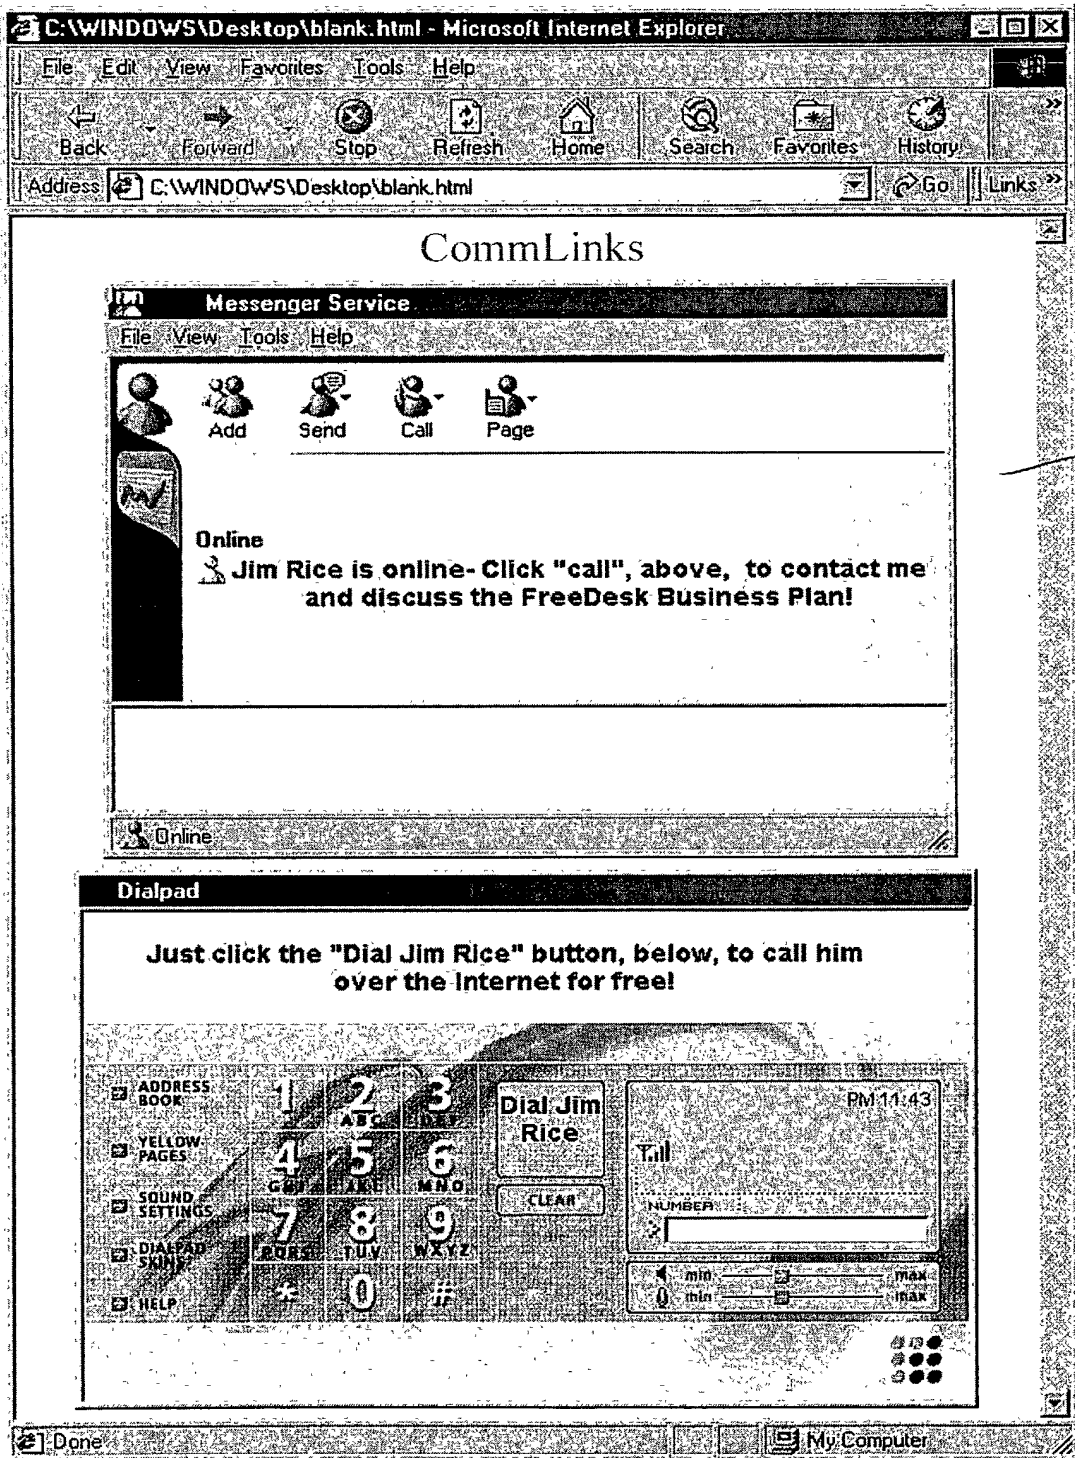 C:\WINDOWS\Desktop\blank.html - Microsoft Internet Explorer
File Edit View Favorites Tools Help
Back Forward Stop Refresh Home Search Favorites History »
Address C:\WINDOWS\Desktop\blank.html Go Links »
CommLinks
Messenger Service
File View Tools Help
Add Send Call Page
Online
Jim Rice is online- Click "call", above, to contact me
and discuss the FreeDesk Business Plan!
Online
Dialpad
Just click the "Dial Jim Rice" button, below, to call him
over the Internet for free!
ADDRESS
BOOK
YELLOW
PAGES
SOUND
SETTINGS
DIALPAD
SKINS
HELP
1 2 3
ABC DEF
4 5 6
GHI JKL MNO
7 8 9
PQRS TUV WXYZ
* 0 #
Dial Jim
Rice
CLEAR
PM 11:43
NUMBER
min max
min max
Done My Computer